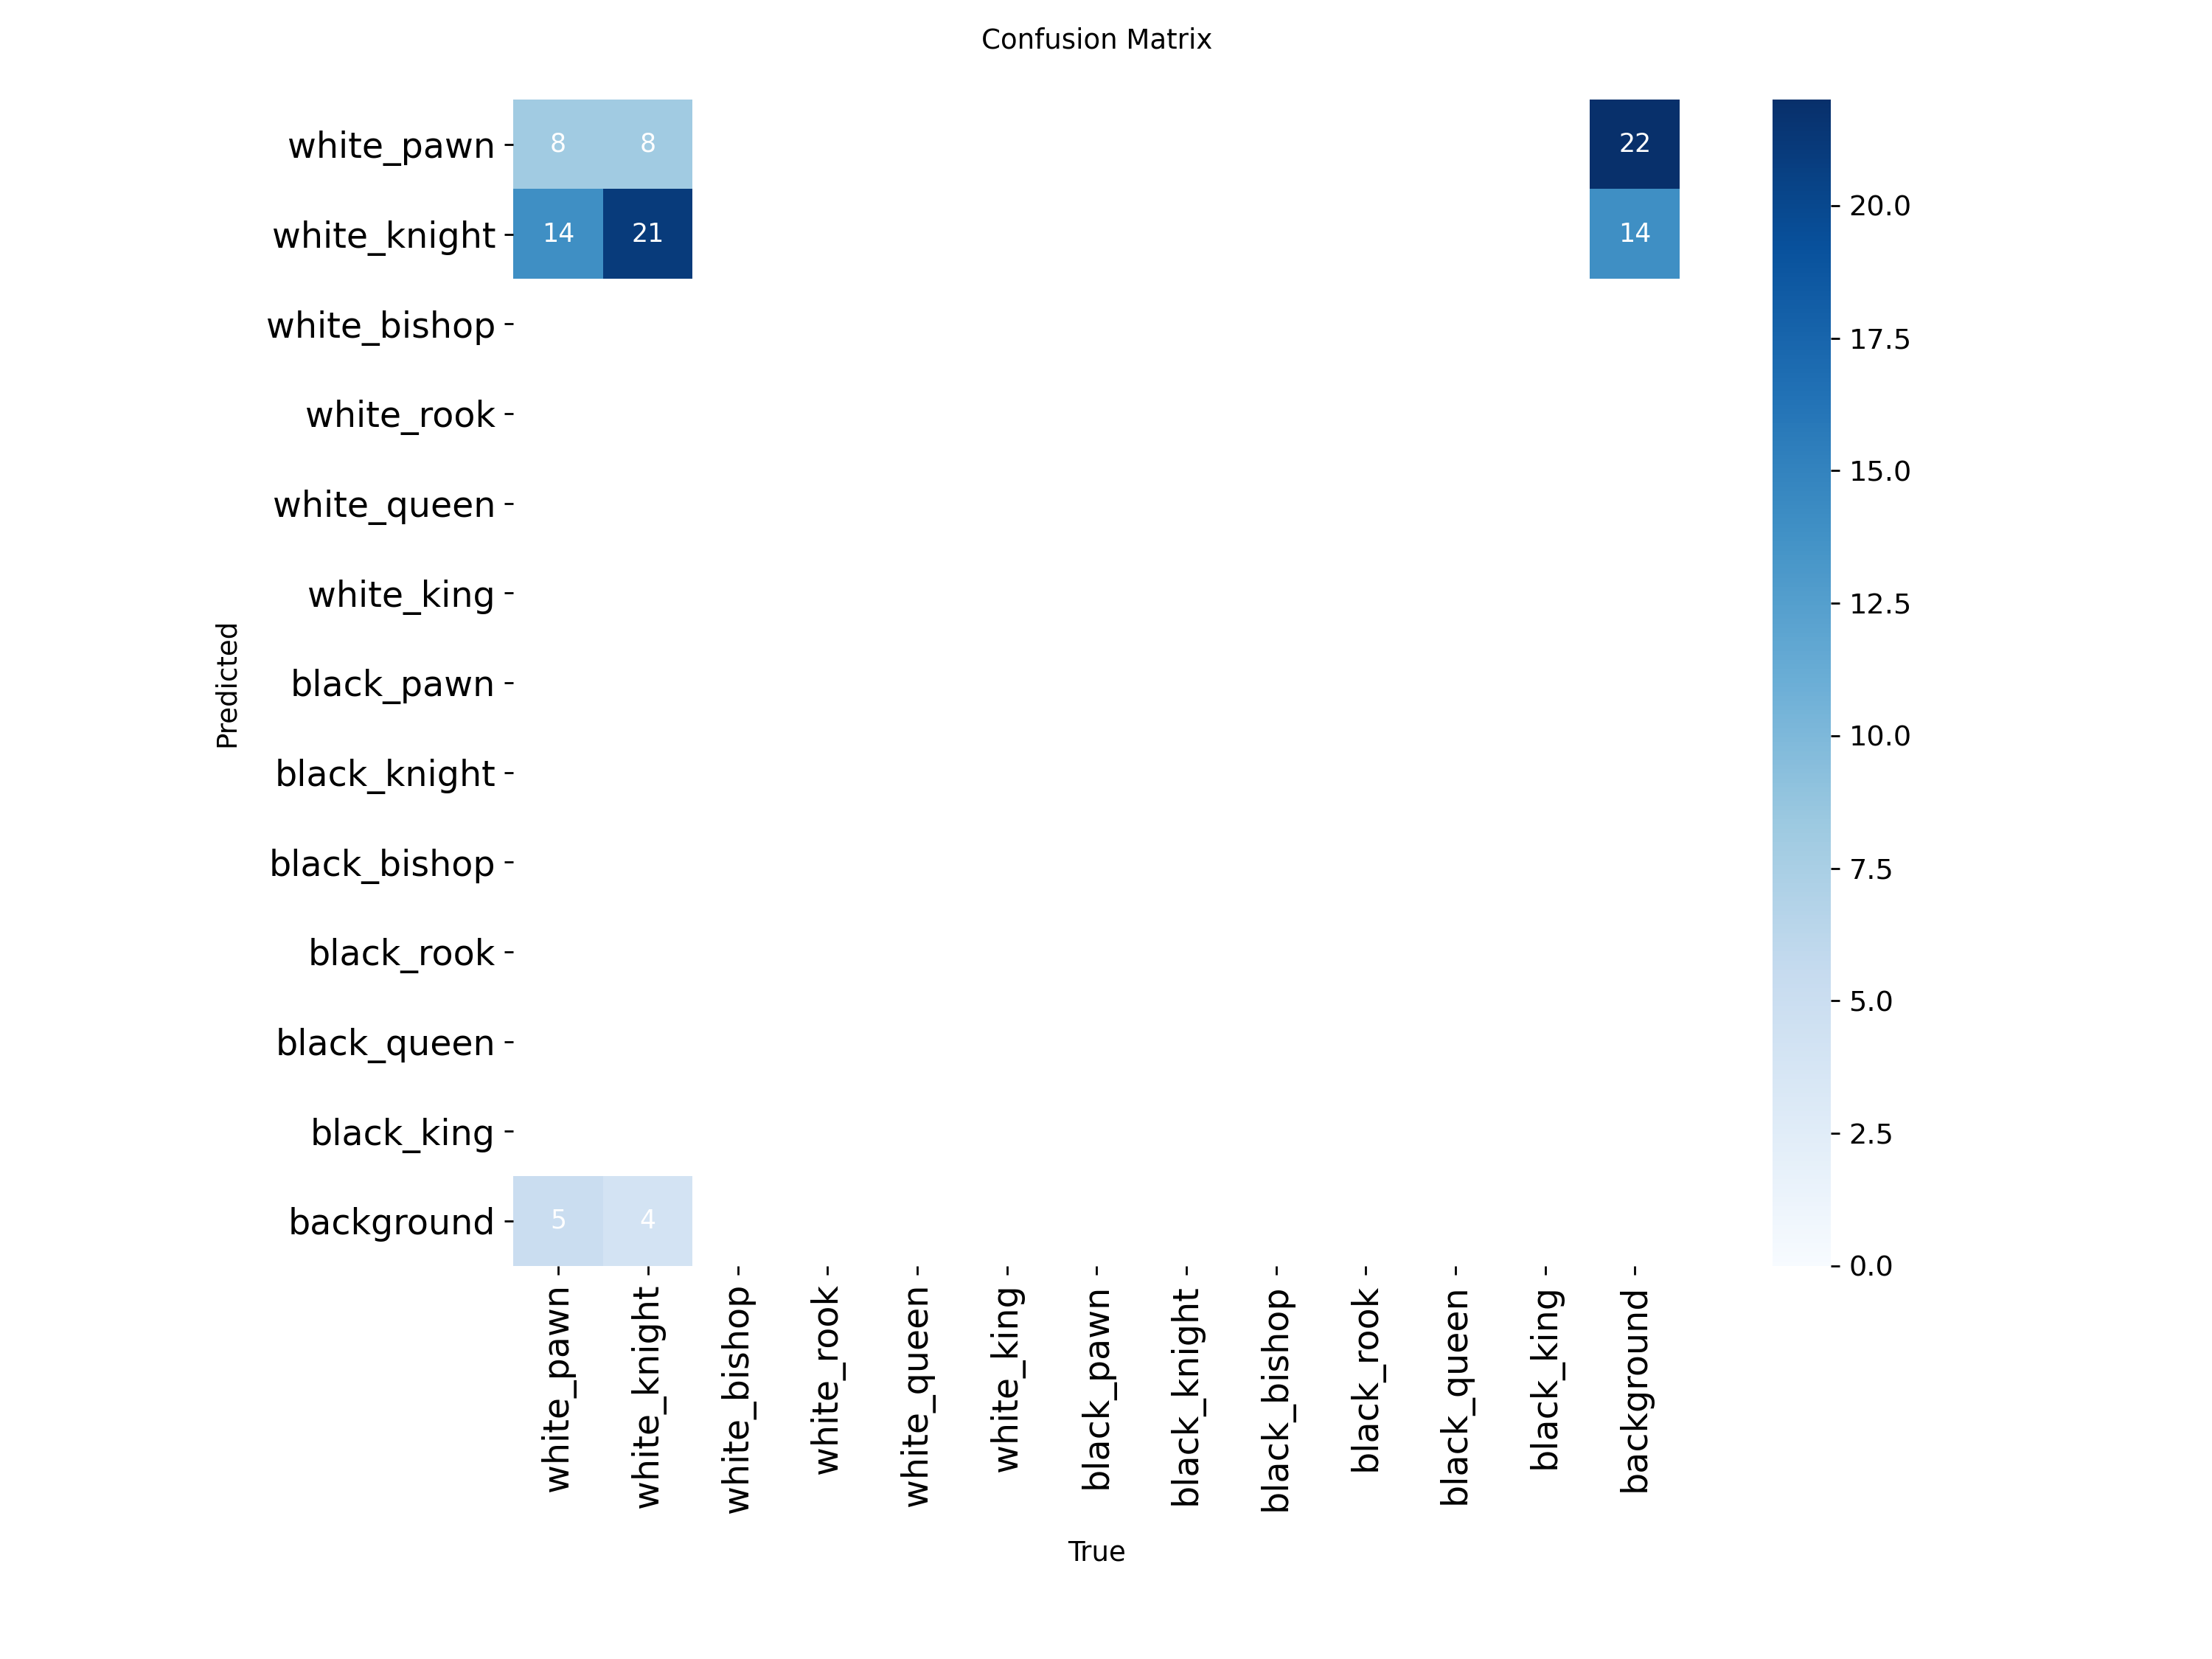 Confusion Matrix
white_pawn 8 8 22
white_knight 14 21 14
white_bishop
white_rook
white_queen
white_king
black_pawn
black_knight
black_bishop
black_rook
black_queen
black_king
background 5 4
Predicted
white_pawn
white_knight
white_bishop
white_rook
white_queen
white_king
black_pawn
black_knight
black_bishop
black_rook
black_queen
black_king
background
True
20.0
17.5
15.0
12.5
10.0
7.5
5.0
2.5
0.0